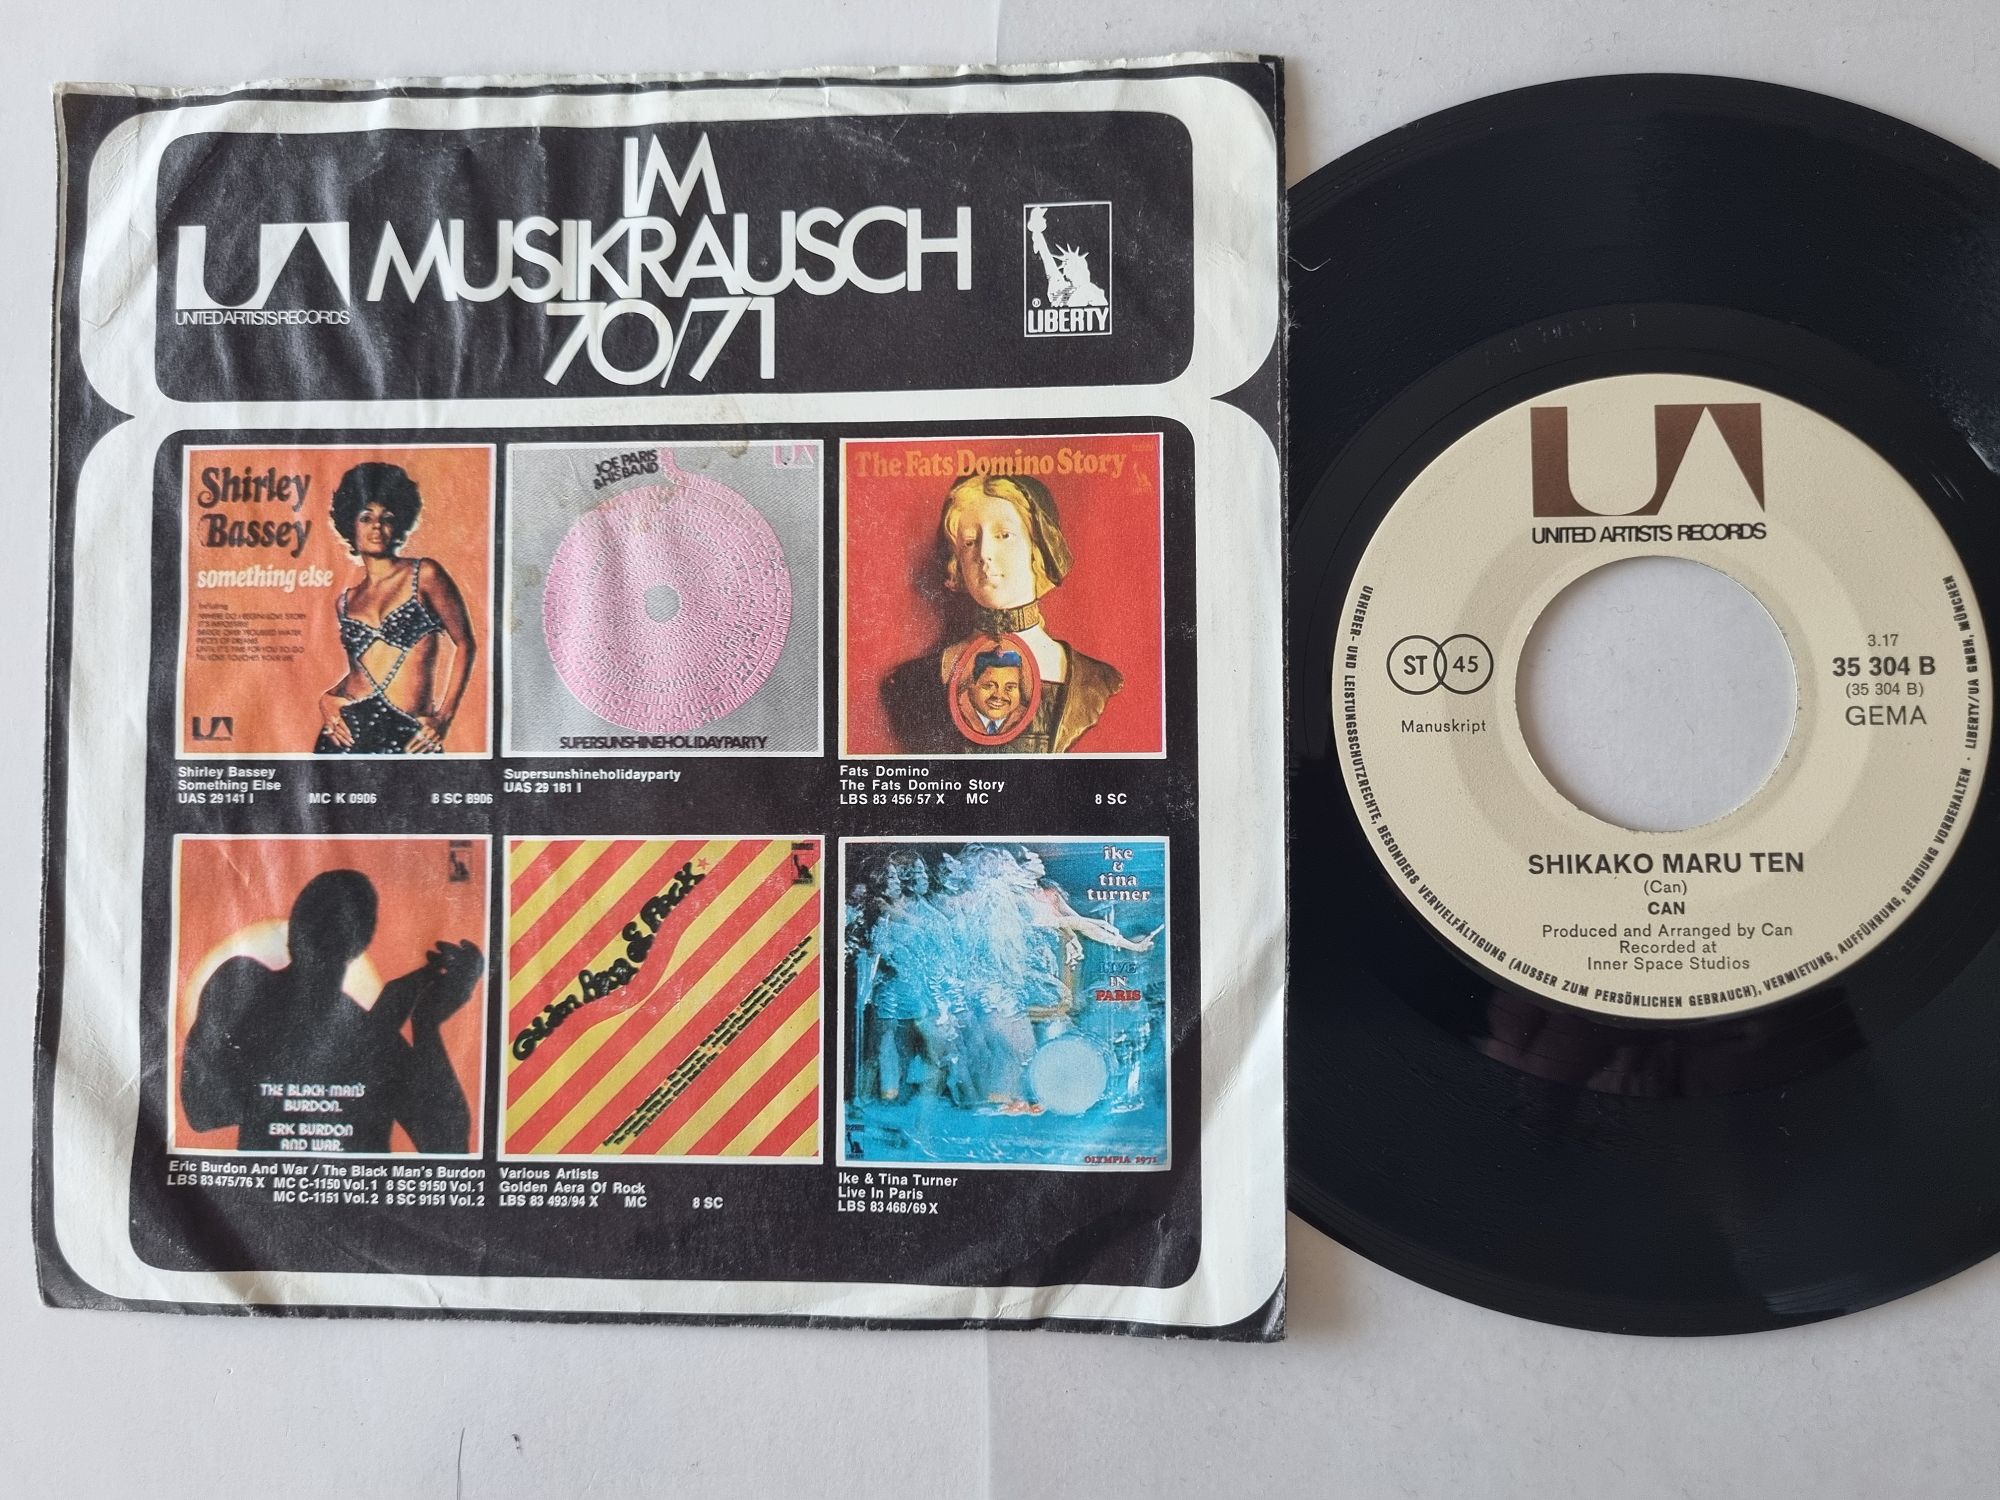 IM
MUSIKRAUSCH
70/71
UA
UNITED ARTISTS RECORDS
®
LIBERTY
Shirley
Bassey
something else
including
UA
Shirley Bassey
Something Else
UAS 29 141 I MC K 0906 8 SC 8906
JOE PARIS
& HIS BAND
UA
SUPERSUNSHINEHOLIDAYPARTY
Supersunshineholidayparty
UAS 29 181 I
The Fats Domino Story
Fats Domino
The Fats Domino Story
LBS 83 456/57 X MC 8 SC
THE BLACK-MAN'S
BURDON.
ERIC BURDON
AND WAR.
Eric Burdon And War / The Black Man's Burdon
LBS 83 475/76 X MC C-1150 Vol. 1 8 SC 9150 Vol. 1
MC C-1151 Vol. 2 8 SC 9151 Vol. 2
Golden Aera of Rock
Various Artists
Golden Aera Of Rock
LBS 83 493/94 X MC 8 SC
ike
&
tina
turner
LIVE
IN
PARIS
OLYMPIA 1971
Ike & Tina Turner
Live In Paris
LBS 83 468/69 X
UA
UNITED ARTISTS RECORDS
ST 45
Manuskript
3.17
35 304 B
(35 304 B)
GEMA
SHIKAKO MARU TEN
(Can)
CAN
Produced and Arranged by Can
Recorded at
Inner Space Studios
URHEBER- UND LEISTUNGSSCHUTZRECHTE, BESONDERS VERVIELFÄLTIGUNG (AUSSER ZUM PERSÖNLICHEN GEBRAUCH), VERMIETUNG, AUFFÜHRUNG, SENDUNG VORBEHALTEN · LIBERTY/UA GMBH, MÜNCHEN